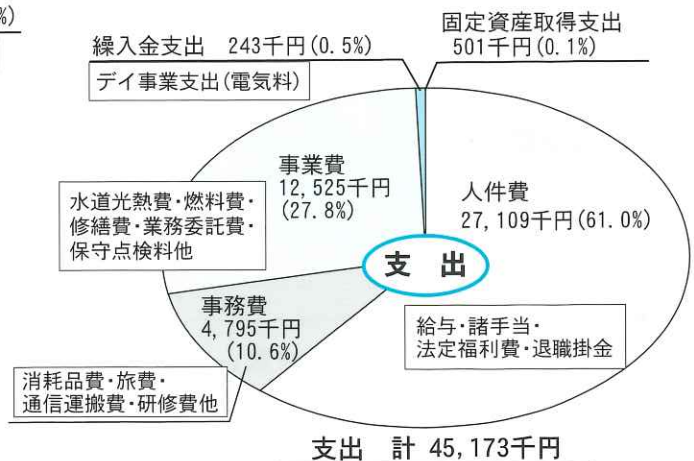 %)
繰入金支出 243千円(0.5%)
デイ事業支出(電気料)
固定資産取得支出
501千円(0.1%)
事業費
12,525千円
(27.8%)
水道光熱費・燃料費・
修繕費・業務委託費・
保守点検料他
人件費
27,109千円(61.0%)
支 出
事務費
4,795千円
(10.6%)
給与・諸手当・
法定福利費・退職掛金
消耗品費・旅費・
通信運搬費・研修費他
支出 計 45,173千円